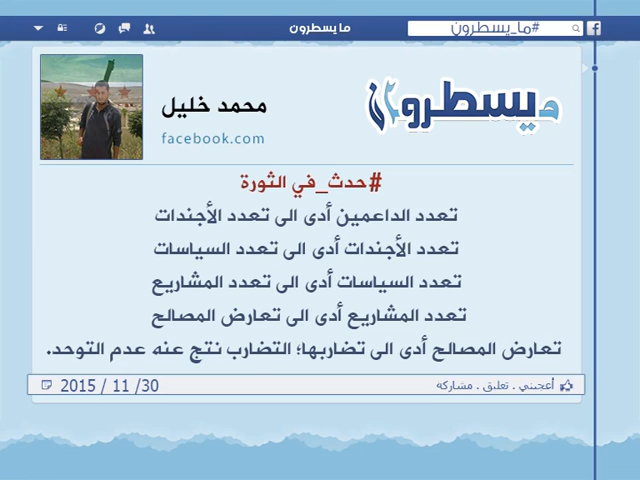 #ما_يسطرون
ما يسطرون
ما يسطرون
محمد خليل
facebook.com
#حدث_في الثورة
تعدد الداعمين أدى الى تعدد الأجندات
تعدد الأجندات أدى الى تعدد السياسات
تعدد السياسات أدى الى تعدد المشاريع
تعدد المشاريع أدى الى تعارض المصالح
تعارض المصالح أدى الى تضاربها؛ التضارب نتج عنه عدم التوحد.
أعجبني . تعليق . مشاركه
2015 / 11 /30